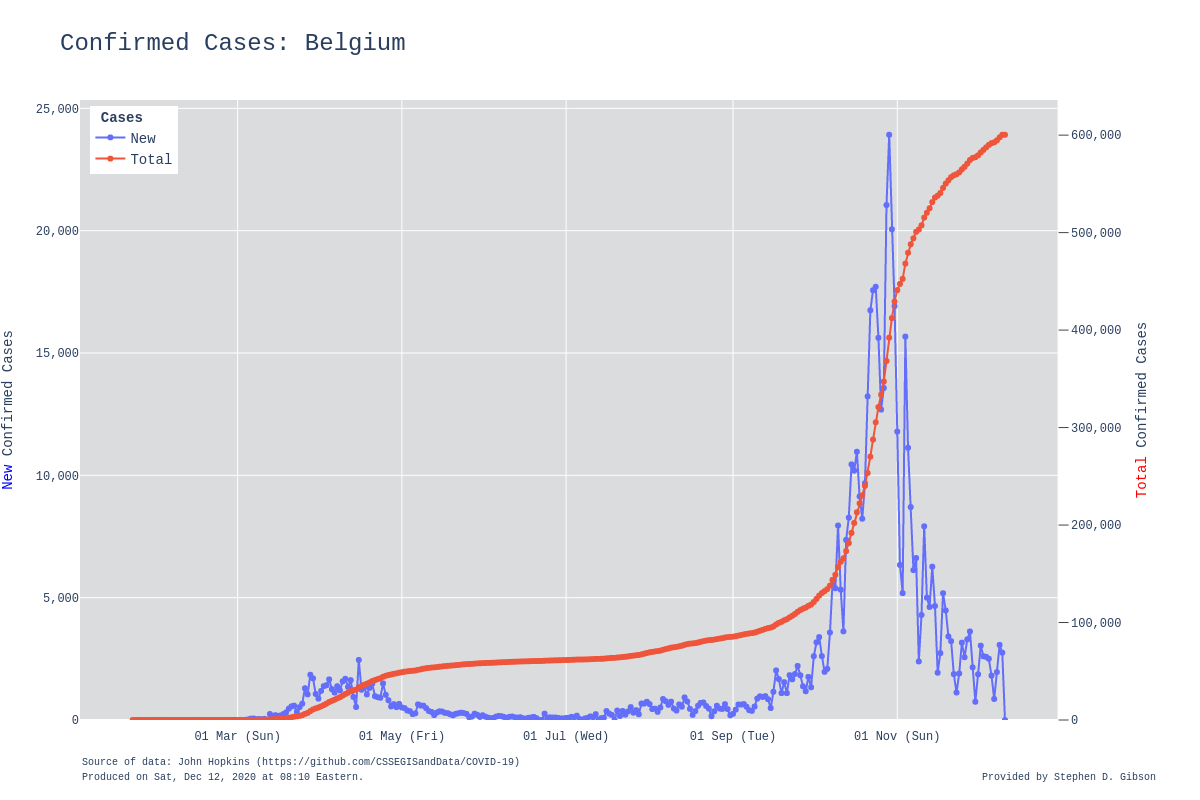 Confirmed Cases: Belgium
Cases
New
Total
25,000
20,000
15,000
10,000
5,000
0
New Confirmed Cases
600,000
500,000
400,000
300,000
200,000
100,000
0
Total Confirmed Cases
01 Mar (Sun)
01 May (Fri)
01 Jul (Wed)
01 Sep (Tue)
01 Nov (Sun)
Source of data: John Hopkins (https://github.com/CSSEGISandData/COVID-19)
Produced on Sat, Dec 12, 2020 at 08:10 Eastern.
Provided by Stephen D. Gibson